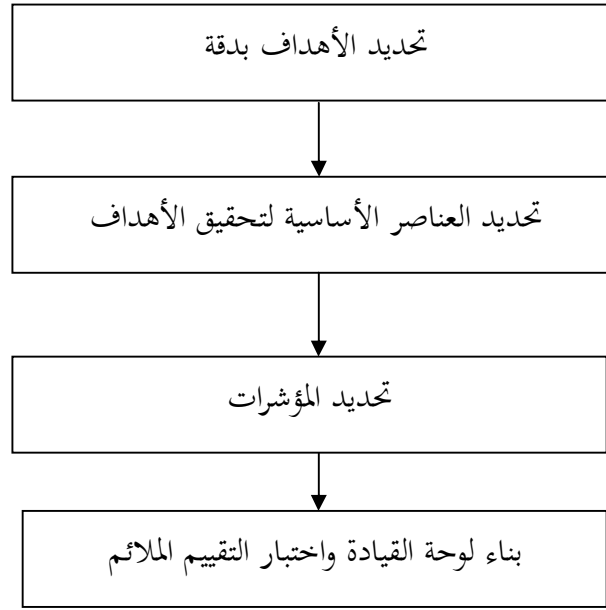 تحديد الأهداف بدقة
تحديد العناصر الأساسية لتحقيق الأهداف
تحديد المؤشرات
بناء لوحة القيادة واختبار التقييم الملائم